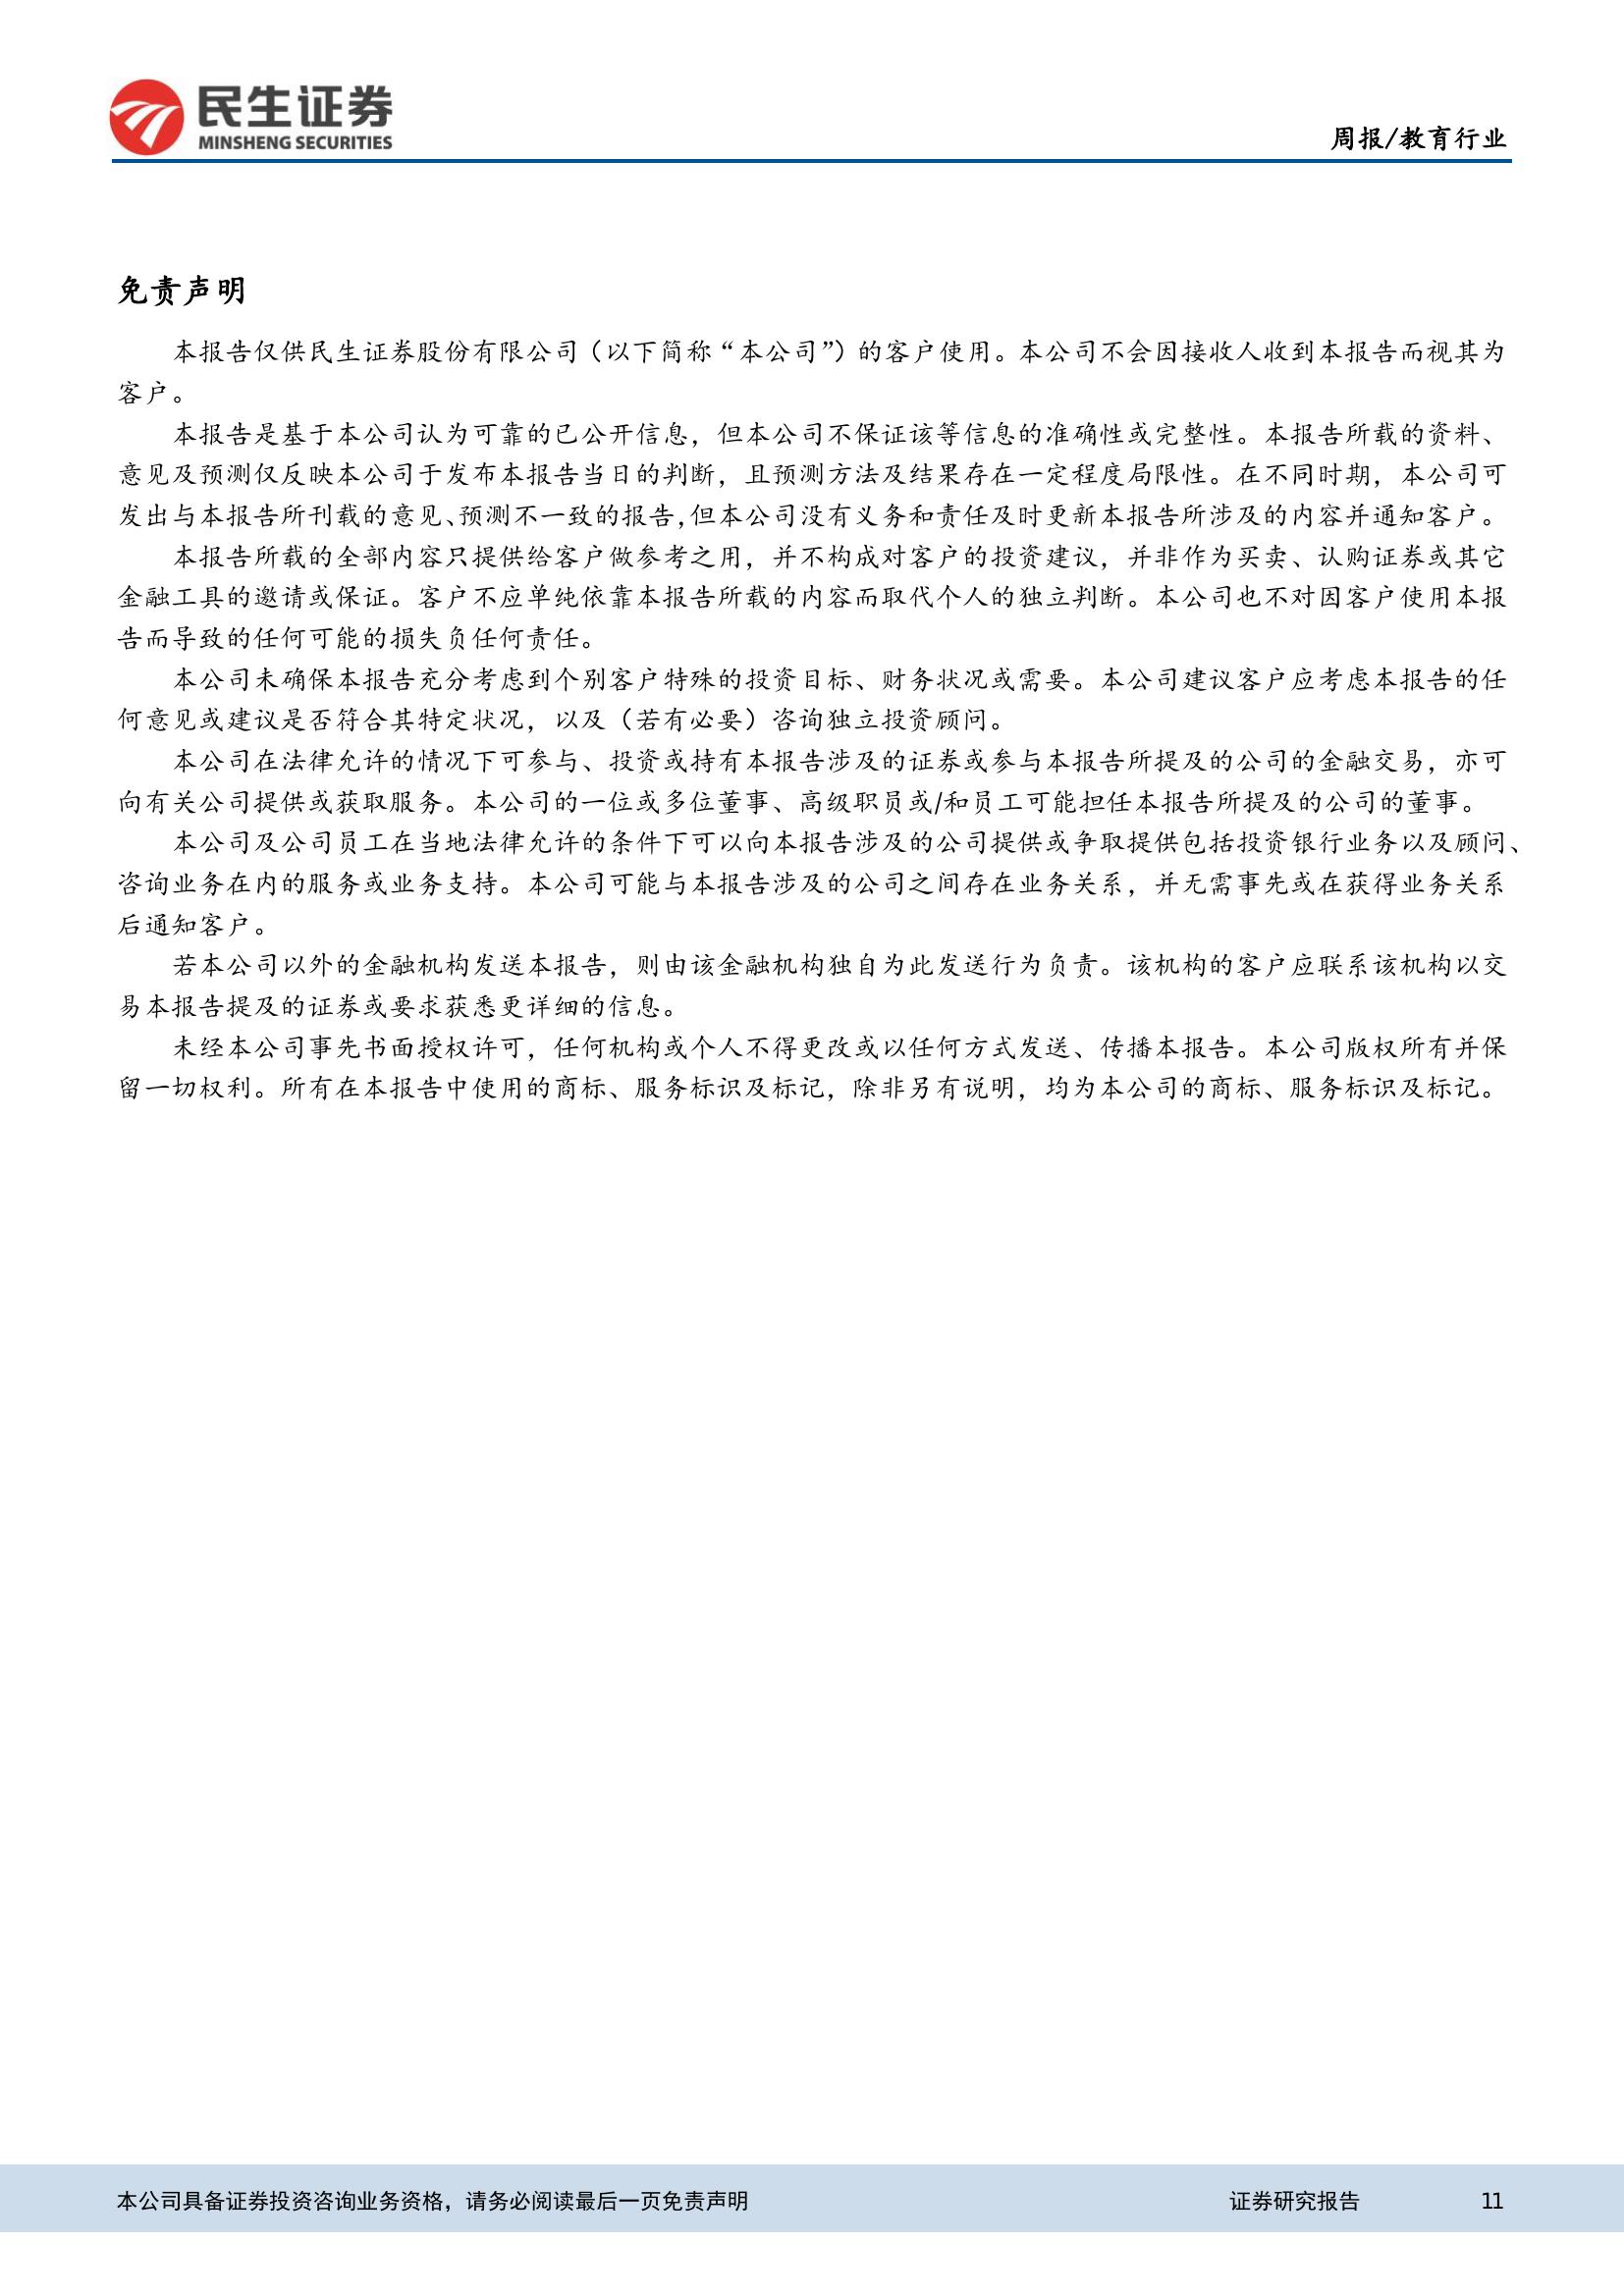 民生证券
MINSHENG SECURITIES
周报/教育行业
免责声明
本报告仅供民生证券股份有限公司（以下简称“本公司”）的客户使用。本公司不会因接收人收到本报告而视其为
客户。
本报告是基于本公司认为可靠的已公开信息，但本公司不保证该等信息的准确性或完整性。本报告所载的资料、
意见及预测仅反映本公司于发布本报告当日的判断，且预测方法及结果存在一定程度局限性。在不同时期，本公司可
发出与本报告所刊载的意见、预测不一致的报告，但本公司没有义务和责任及时更新本报告所涉及的内容并通知客户。
本报告所载的全部内容只提供给客户做参考之用，并不构成对客户的投资建议，并非作为买卖、认购证券或其它
金融工具的邀请或保证。客户不应单纯依靠本报告所载的内容而取代个人的独立判断。本公司也不对因客户使用本报
告而导致的任何可能的损失负任何责任。
本公司未确保本报告充分考虑到个别客户特殊的投资目标、财务状况或需要。本公司建议客户应考虑本报告的任
何意见或建议是否符合其特定状况，以及（若有必要）咨询独立投资顾问。
本公司在法律允许的情况下可参与、投资或持有本报告涉及的证券或参与本报告所提及的公司的金融交易，亦可
向有关公司提供或获取服务。本公司的一位或多位董事、高级职员或/和员工可能担任本报告所提及的公司的董事。
本公司及公司员工在当地法律允许的条件下可以向本报告涉及的公司提供或争取提供包括投资银行业务以及顾问、
咨询业务在内的服务或业务支持。本公司可能与本报告涉及的公司之间存在业务关系，并无需事先或在获得业务关系
后通知客户。
若本公司以外的金融机构发送本报告，则由该金融机构独自为此发送行为负责。该机构的客户应联系该机构以交
易本报告提及的证券或要求获悉更详细的信息。
未经本公司事先书面授权许可，任何机构或个人不得更改或以任何方式发送、传播本报告。本公司版权所有并保
留一切权利。所有在本报告中使用的商标、服务标识及标记，除非另有说明，均为本公司的商标、服务标识及标记。
本公司具备证券投资咨询业务资格，请务必阅读最后一页免责声明
证券研究报告
11